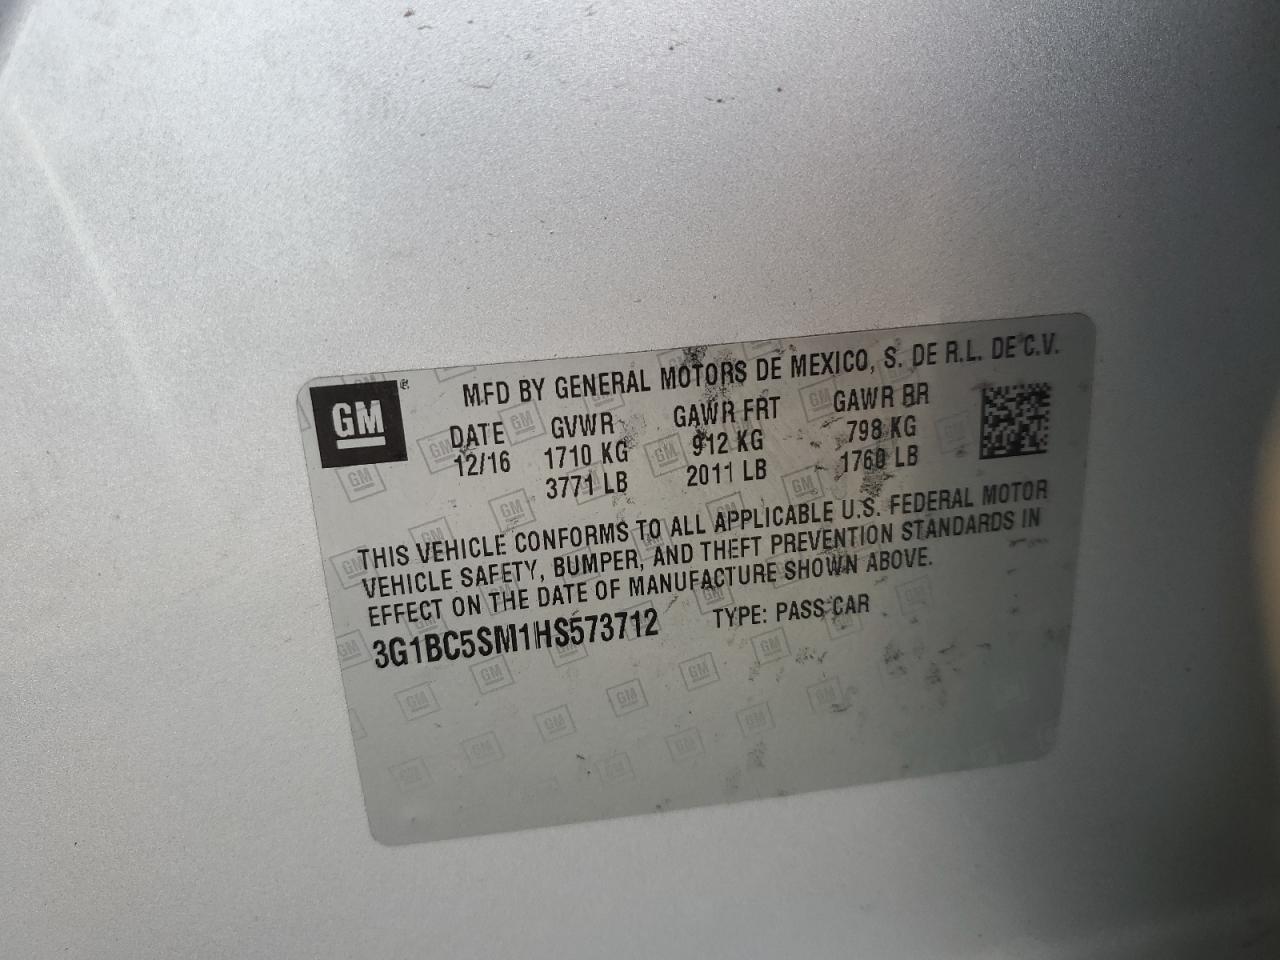 GM
MFD BY GENERAL MOTORS DE MEXICO, S. DE R.L. DE C.V.
DATE GVWR GAWR FRT GAWR RR
12/16 1710 KG 912 KG 798 KG
3771 LB 2011 LB 1760 LB
THIS VEHICLE CONFORMS TO ALL APPLICABLE U.S. FEDERAL MOTOR
VEHICLE SAFETY, BUMPER, AND THEFT PREVENTION STANDARDS IN
EFFECT ON THE DATE OF MANUFACTURE SHOWN ABOVE.
3G1BC5SM1HS573712 TYPE: PASS CAR